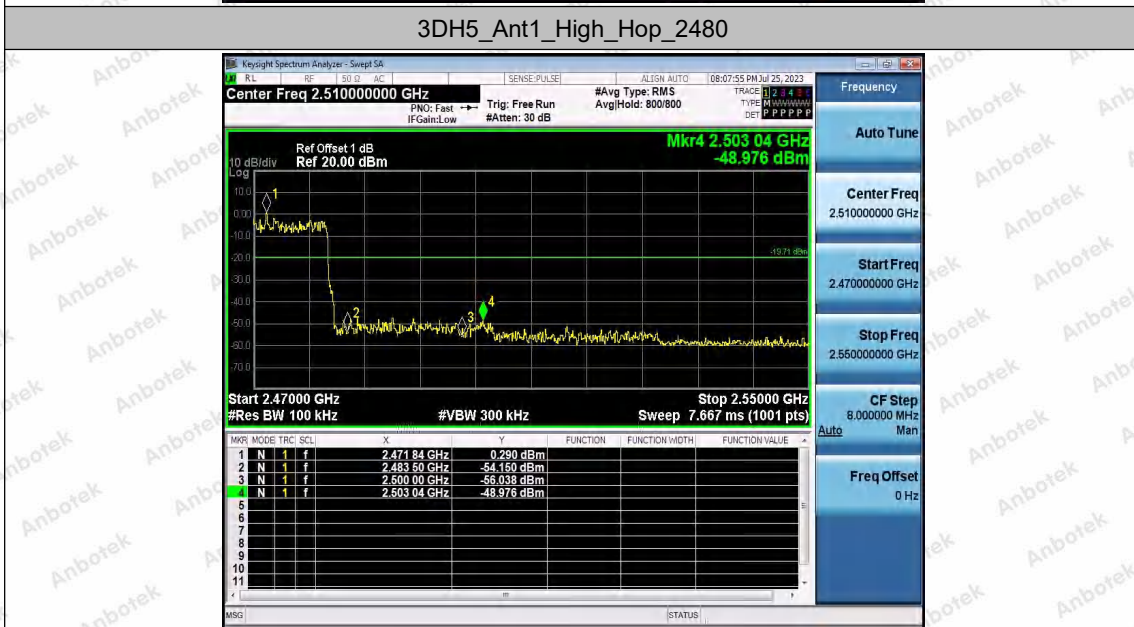 3DH5_Ant1_High_Hop_2480
Keysight Spectrum Analyzer - Swept SA
RL RF 50 Ω AC SENSE:PULSE ALIGN AUTO 08:07:55 PM Jul 25, 2023
Center Freq 2.510000000 GHz #Avg Type: RMS TRACE 1 2 3 4 5 6
PNO: Fast Trig: Free Run Avg|Hold: 800/800 TYPE M W W W W W
IFGain:Low #Atten: 30 dB DET P P P P P P
Mkr4 2.503 04 GHz
-48.976 dBm
Ref Offset 1 dB
10 dB/div Ref 20.00 dBm
Log
10.0
0.00
-10.0
-20.0
-30.0
-40.0
-50.0
-60.0
-70.0
1
2
3
4
-19.71 dBm
Start 2.47000 GHz Stop 2.55000 GHz
#Res BW 100 kHz #VBW 300 kHz Sweep 7.667 ms (1001 pts)
MKR MODE TRC SCL X Y FUNCTION FUNCTION WIDTH FUNCTION VALUE
1 N 1 f 2.471 84 GHz 0.290 dBm
2 N 1 f 2.483 50 GHz -54.150 dBm
3 N 1 f 2.500 00 GHz -56.038 dBm
4 N 1 f 2.503 04 GHz -48.976 dBm
5
6
7
8
9
10
11
MSG STATUS
Frequency
Auto Tune
Center Freq
2.510000000 GHz
Start Freq
2.470000000 GHz
Stop Freq
2.550000000 GHz
CF Step
8.000000 MHz
Auto Man
Freq Offset
0 Hz
Anbotek